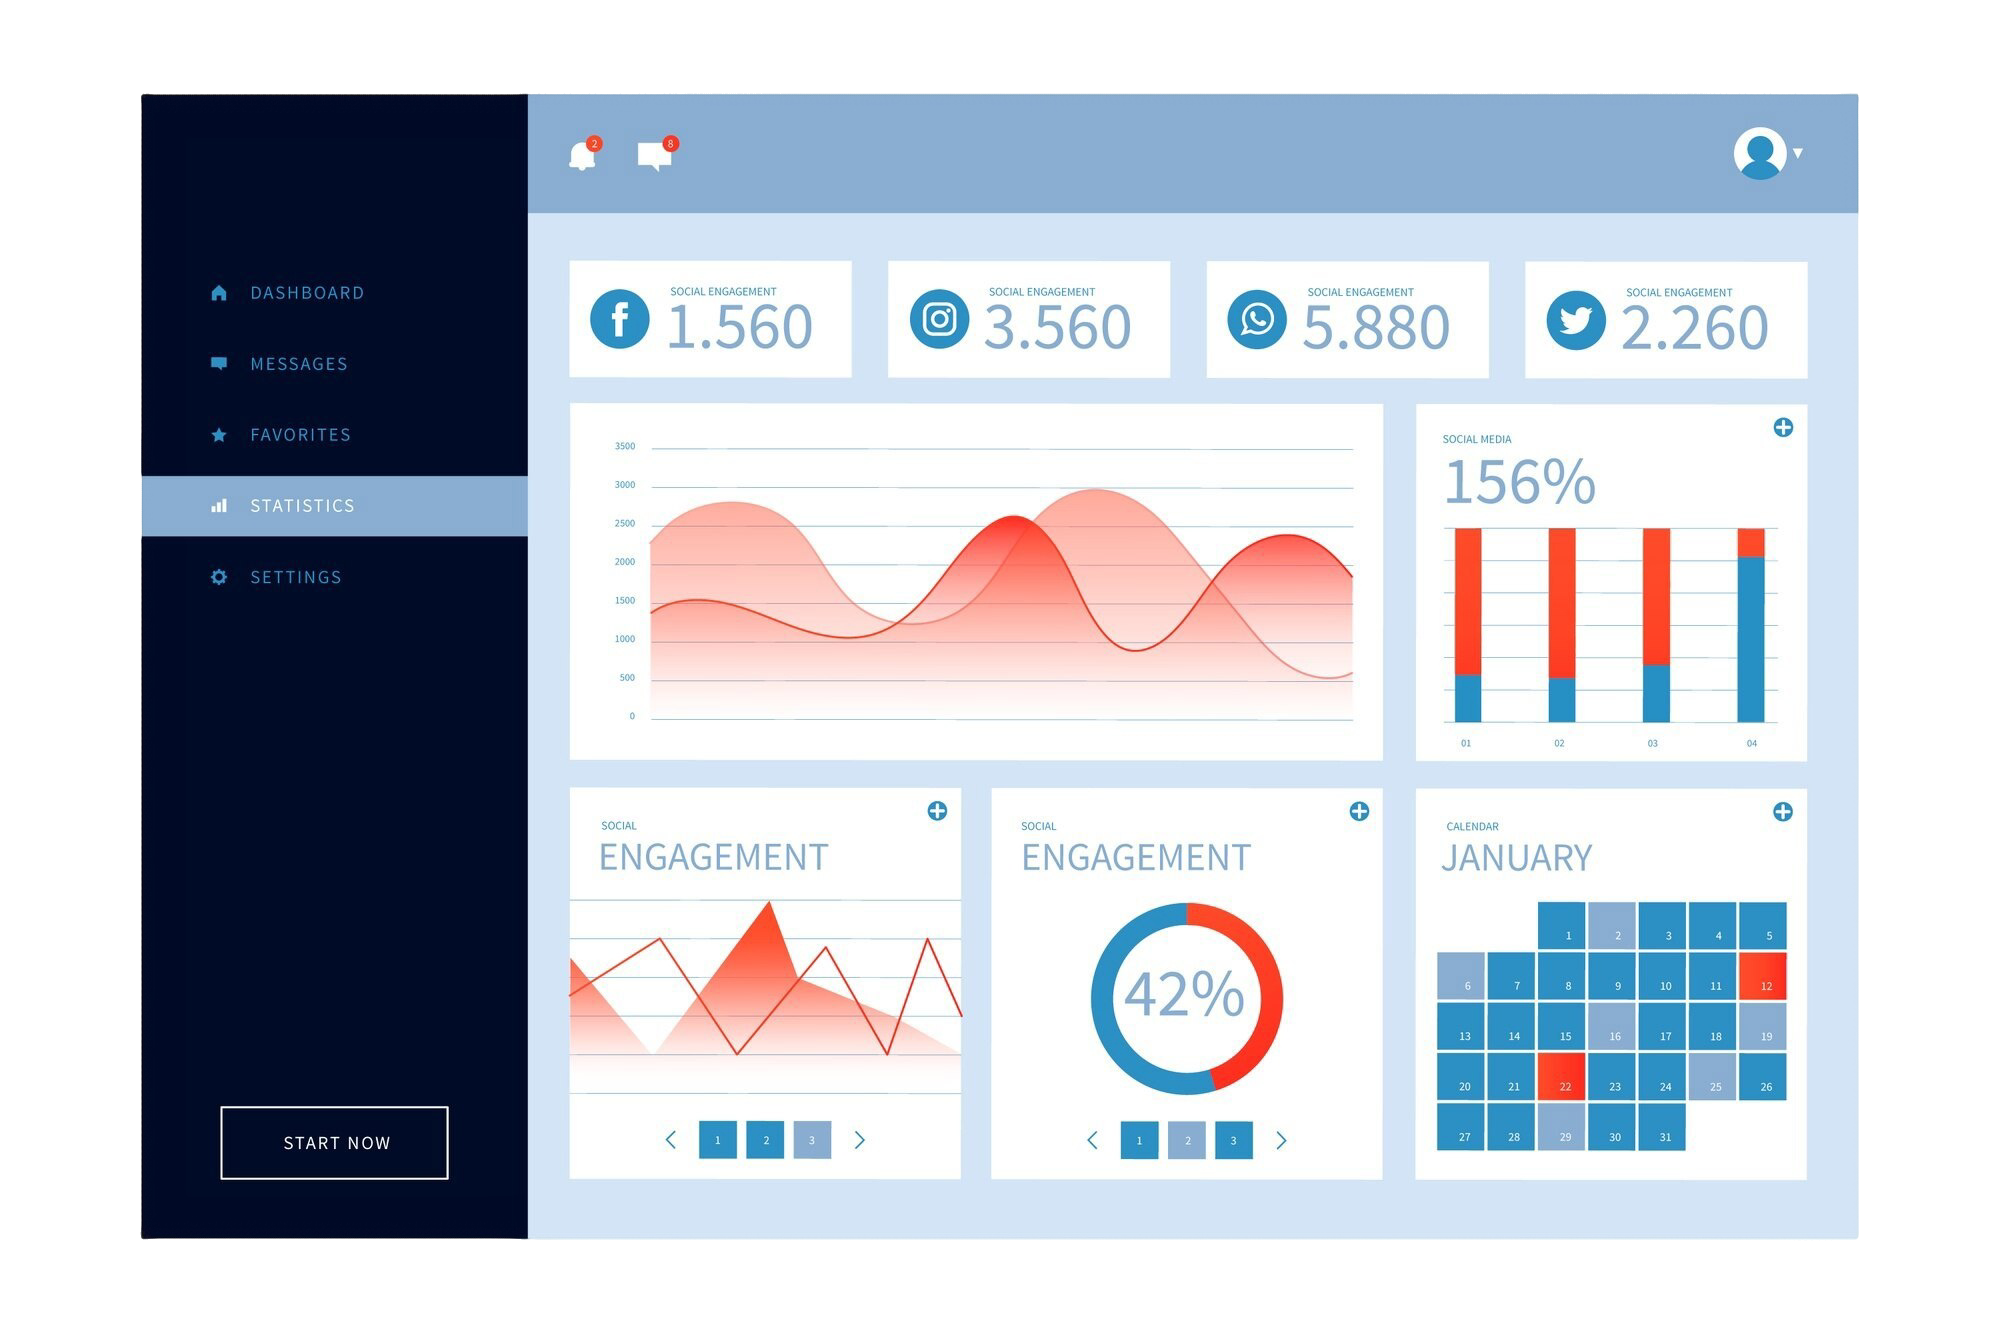 2
8
DASHBOARD
MESSAGES
FAVORITES
STATISTICS
SETTINGS
START NOW
SOCIAL ENGAGEMENT
1.560
SOCIAL ENGAGEMENT
3.560
SOCIAL ENGAGEMENT
5.880
SOCIAL ENGAGEMENT
2.260
3500
3000
2500
2000
1500
1000
500
0
SOCIAL MEDIA
156%
01 02 03 04
SOCIAL
ENGAGEMENT
1 2 3
SOCIAL
ENGAGEMENT
42%
1 2 3
CALENDAR
JANUARY
1 2 3 4 5
6 7 8 9 10 11 12
13 14 15 16 17 18 19
20 21 22 23 24 25 26
27 28 29 30 31